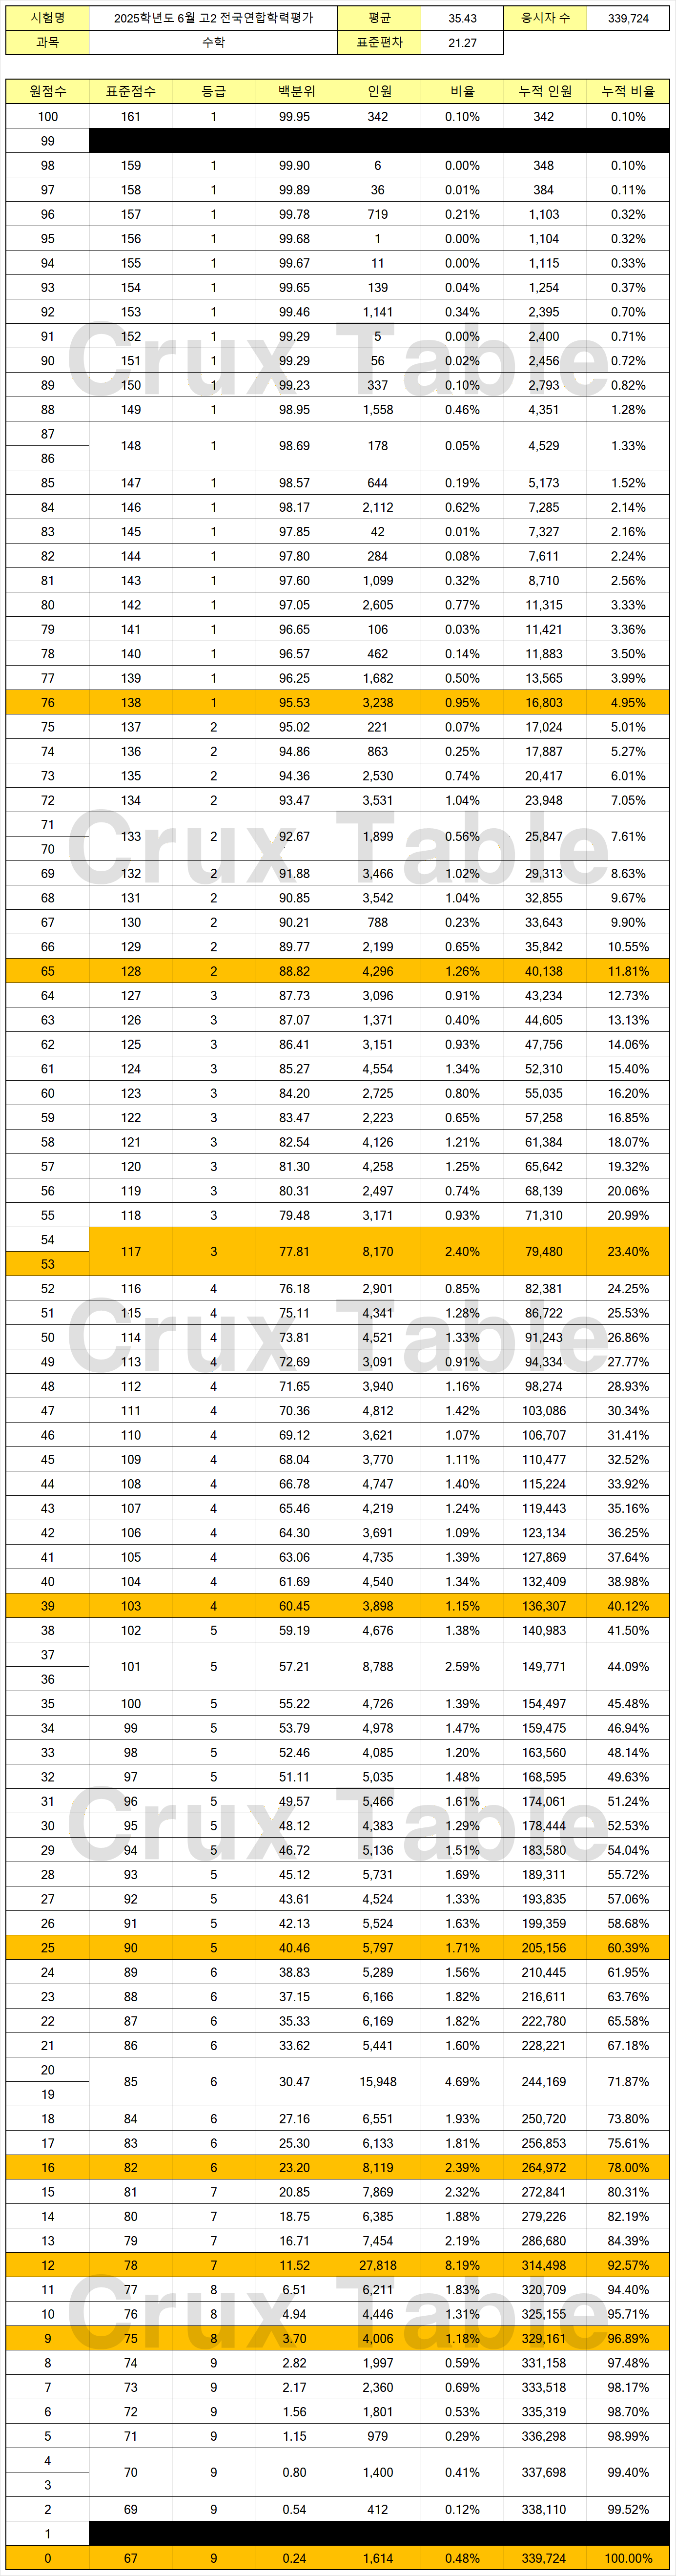 시험명 2025학년도 6월 고2 전국연합학력평가 평균 35.43 응시자 수 339,724
과목 수학 표준편차 21.27
원점수 표준점수 등급 백분위 인원 비율 누적 인원 누적 비율
100 161 1 99.95 342 0.10% 342 0.10%
99
98 159 1 99.90 6 0.00% 348 0.10%
97 158 1 99.89 36 0.01% 384 0.11%
96 157 1 99.78 719 0.21% 1,103 0.32%
95 156 1 99.68 1 0.00% 1,104 0.32%
94 155 1 99.67 11 0.00% 1,115 0.33%
93 154 1 99.65 139 0.04% 1,254 0.37%
92 153 1 99.46 1,141 0.34% 2,395 0.70%
91 152 1 99.29 5 0.00% 2,400 0.71%
Crux Table
90 151 1 99.29 56 0.02% 2,456 0.72%
89 150 1 99.23 337 0.10% 2,793 0.82%
88 149 1 98.95 1,558 0.46% 4,351 1.28%
87
148 1 98.69 178 0.05% 4,529 1.33%
86
85 147 1 98.57 644 0.19% 5,173 1.52%
84 146 1 98.17 2,112 0.62% 7,285 2.14%
83 145 1 97.85 42 0.01% 7,327 2.16%
82 144 1 97.80 284 0.08% 7,611 2.24%
81 143 1 97.60 1,099 0.32% 8,710 2.56%
80 142 1 97.05 2,605 0.77% 11,315 3.33%
79 141 1 96.65 106 0.03% 11,421 3.36%
78 140 1 96.57 462 0.14% 11,883 3.50%
77 139 1 96.25 1,682 0.50% 13,565 3.99%
76 138 1 95.53 3,238 0.95% 16,803 4.95%
75 137 2 95.02 221 0.07% 17,024 5.01%
74 136 2 94.86 863 0.25% 17,887 5.27%
73 135 2 94.36 2,530 0.74% 20,417 6.01%
72 134 2 93.47 3,531 1.04% 23,948 7.05%
71
133 2 92.67 1,899 0.56% 25,847 7.61%
70
Crux Table
69 132 2 91.88 3,466 1.02% 29,313 8.63%
68 131 2 90.85 3,542 1.04% 32,855 9.67%
67 130 2 90.21 788 0.23% 33,643 9.90%
66 129 2 89.77 2,199 0.65% 35,842 10.55%
65 128 2 88.82 4,296 1.26% 40,138 11.81%
64 127 3 87.73 3,096 0.91% 43,234 12.73%
63 126 3 87.07 1,371 0.40% 44,605 13.13%
62 125 3 86.41 3,151 0.93% 47,756 14.06%
61 124 3 85.27 4,554 1.34% 52,310 15.40%
60 123 3 84.20 2,725 0.80% 55,035 16.20%
59 122 3 83.47 2,223 0.65% 57,258 16.85%
58 121 3 82.54 4,126 1.21% 61,384 18.07%
57 120 3 81.30 4,258 1.25% 65,642 19.32%
56 119 3 80.31 2,497 0.74% 68,139 20.06%
55 118 3 79.48 3,171 0.93% 71,310 20.99%
54
117 3 77.81 8,170 2.40% 79,480 23.40%
53
52 116 4 76.18 2,901 0.85% 82,381 24.25%
51 115 4 75.11 4,341 1.28% 86,722 25.53%
Crux Table
50 114 4 73.81 4,521 1.33% 91,243 26.86%
49 113 4 72.69 3,091 0.91% 94,334 27.77%
48 112 4 71.65 3,940 1.16% 98,274 28.93%
47 111 4 70.36 4,812 1.42% 103,086 30.34%
46 110 4 69.12 3,621 1.07% 106,707 31.41%
45 109 4 68.04 3,770 1.11% 110,477 32.52%
44 108 4 66.78 4,747 1.40% 115,224 33.92%
43 107 4 65.46 4,219 1.24% 119,443 35.16%
42 106 4 64.30 3,691 1.09% 123,134 36.25%
41 105 4 63.06 4,735 1.39% 127,869 37.64%
40 104 4 61.69 4,540 1.34% 132,409 38.98%
39 103 4 60.45 3,898 1.15% 136,307 40.12%
38 102 5 59.19 4,676 1.38% 140,983 41.50%
37
101 5 57.21 8,788 2.59% 149,771 44.09%
36
35 100 5 55.22 4,726 1.39% 154,497 45.48%
34 99 5 53.79 4,978 1.47% 159,475 46.94%
33 98 5 52.46 4,085 1.20% 163,560 48.14%
32 97 5 51.11 5,035 1.48% 168,595 49.63%
31 96 5 49.57 5,466 1.61% 174,061 51.24%
Crux Table
30 95 5 48.12 4,383 1.29% 178,444 52.53%
29 94 5 46.72 5,136 1.51% 183,580 54.04%
28 93 5 45.12 5,731 1.69% 189,311 55.72%
27 92 5 43.61 4,524 1.33% 193,835 57.06%
26 91 5 42.13 5,524 1.63% 199,359 58.68%
25 90 5 40.46 5,797 1.71% 205,156 60.39%
24 89 6 38.83 5,289 1.56% 210,445 61.95%
23 88 6 37.15 6,166 1.82% 216,611 63.76%
22 87 6 35.33 6,169 1.82% 222,780 65.58%
21 86 6 33.62 5,441 1.60% 228,221 67.18%
20
85 6 30.47 15,948 4.69% 244,169 71.87%
19
18 84 6 27.16 6,551 1.93% 250,720 73.80%
17 83 6 25.30 6,133 1.81% 256,853 75.61%
16 82 6 23.20 8,119 2.39% 264,972 78.00%
15 81 7 20.85 7,869 2.32% 272,841 80.31%
14 80 7 18.75 6,385 1.88% 279,226 82.19%
13 79 7 16.71 7,454 2.19% 286,680 84.39%
12 78 7 11.52 27,818 8.19% 314,498 92.57%
11 77 8 6.51 6,211 1.83% 320,709 94.40%
Crux Table
10 76 8 4.94 4,446 1.31% 325,155 95.71%
9 75 8 3.70 4,006 1.18% 329,161 96.89%
8 74 9 2.82 1,997 0.59% 331,158 97.48%
7 73 9 2.17 2,360 0.69% 333,518 98.17%
6 72 9 1.56 1,801 0.53% 335,319 98.70%
5 71 9 1.15 979 0.29% 336,298 98.99%
4
70 9 0.80 1,400 0.41% 337,698 99.40%
3
2 69 9 0.54 412 0.12% 338,110 99.52%
1
0 67 9 0.24 1,614 0.48% 339,724 100.00%